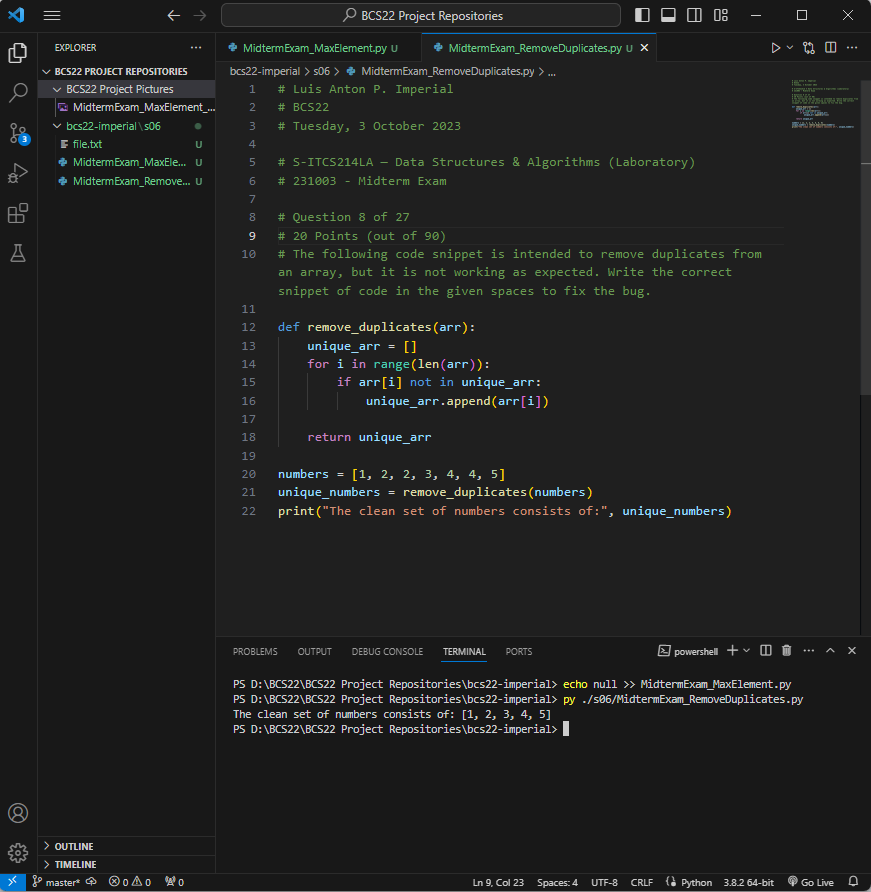 BCS22 Project Repositories
EXPLORER
BCS22 PROJECT REPOSITORIES
BCS22 Project Pictures
MidtermExam_MaxElement_...
bcs22-imperial\s06
file.txt U
MidtermExam_MaxEle... U
MidtermExam_Remove... U
3
MidtermExam_MaxElement.py U
MidtermExam_RemoveDuplicates.py U
bcs22-imperial > s06 > MidtermExam_RemoveDuplicates.py > ...
1 # Luis Anton P. Imperial
2 # BCS22
3 # Tuesday, 3 October 2023
4
5 # S-ITCS214LA — Data Structures & Algorithms (Laboratory)
6 # 231003 - Midterm Exam
7
8 # Question 8 of 27
9 # 20 Points (out of 90)
10 # The following code snippet is intended to remove duplicates from
an array, but it is not working as expected. Write the correct
snippet of code in the given spaces to fix the bug.
11
12 def remove_duplicates(arr):
13     unique_arr = []
14     for i in range(len(arr)):
15         if arr[i] not in unique_arr:
16             unique_arr.append(arr[i])
17
18     return unique_arr
19
20 numbers = [1, 2, 2, 3, 4, 4, 5]
21 unique_numbers = remove_duplicates(numbers)
22 print("The clean set of numbers consists of:", unique_numbers)
PROBLEMS OUTPUT DEBUG CONSOLE TERMINAL PORTS
powershell
PS D:\BCS22\BCS22 Project Repositories\bcs22-imperial> echo null >> MidtermExam_MaxElement.py
PS D:\BCS22\BCS22 Project Repositories\bcs22-imperial> py ./s06/MidtermExam_RemoveDuplicates.py
The clean set of numbers consists of: [1, 2, 3, 4, 5]
PS D:\BCS22\BCS22 Project Repositories\bcs22-imperial>
OUTLINE
TIMELINE
master* 0 0 0 Ln 9, Col 23 Spaces: 4 UTF-8 CRLF Python 3.8.2 64-bit Go Live